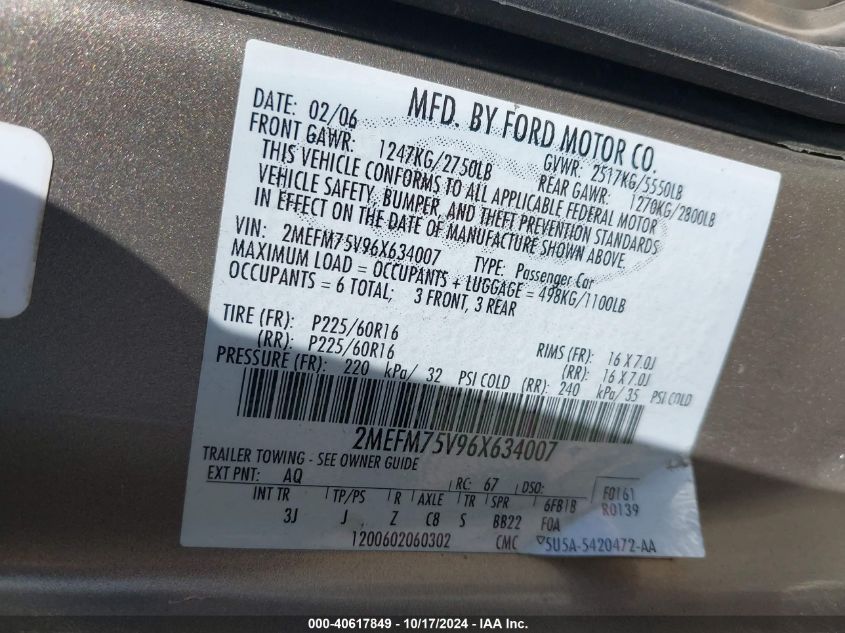 DATE: 02/06 MFD. BY FORD MOTOR CO.
FRONT GAWR: 1247KG/2750LB GVWR: 2517KG/5550LB
REAR GAWR: 1270KG/2800LB
THIS VEHICLE CONFORMS TO ALL APPLICABLE FEDERAL MOTOR
VEHICLE SAFETY, BUMPER, AND THEFT PREVENTION STANDARDS
IN EFFECT ON THE DATE OF MANUFACTURE SHOWN ABOVE.
VIN: 2MEFM75V96X634007 TYPE: Passenger Car
MAXIMUM LOAD = OCCUPANTS + LUGGAGE = 498KG/1100LB
OCCUPANTS = 6 TOTAL; 3 FRONT, 3 REAR
TIRE (FR): P225/60R16 RIMS (FR): 16 X 7.0J
(RR): P225/60R16 (RR): 16 X 7.0J
PRESSURE (FR): 220 kPa/ 32 PSI COLD (RR): 240 kPa/ 35 PSI COLD
2MEFM75V96X634007
TRAILER TOWING - SEE OWNER GUIDE
EXT PNT: AQ RC: 67 DSO: F0161
INT TR TP/PS R AXLE TR SPR 6FB1B R0139
3J J Z C8 S BB22 FOA
1200602060302 CMC ▽5U5A-5420472-AA
000-40617849 - 10/17/2024 - IAA Inc.